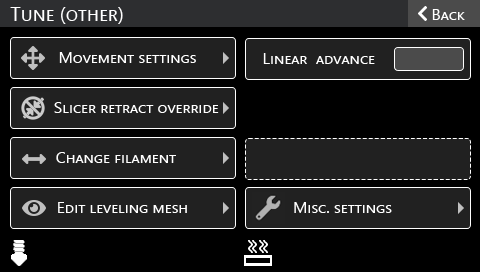 Tune (other)
Back
Movement settings
Linear advance
Slicer retract override
Change filament
Edit leveling mesh
Misc. settings